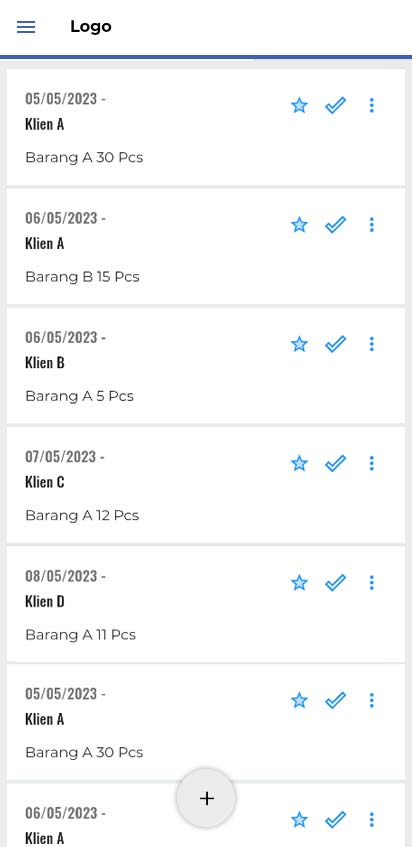 Logo
05/05/2023 -
Klien A
Barang A 30 Pcs
06/05/2023 -
Klien A
Barang B 15 Pcs
06/05/2023 -
Klien B
Barang A 5 Pcs
07/05/2023 -
Klien C
Barang A 12 Pcs
08/05/2023 -
Klien D
Barang A 11 Pcs
05/05/2023 -
Klien A
Barang A 30 Pcs
+
06/05/2023 -
Klien A